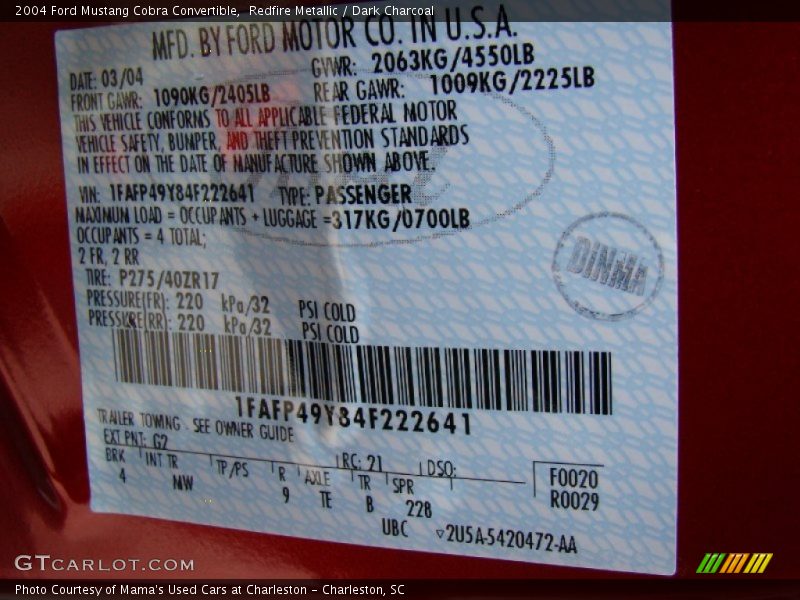 2004 Ford Mustang Cobra Convertible,  Redfire Metallic / Dark Charcoal
MFD. BY FORD MOTOR CO. IN U.S.A.
DATE: 03/04 GVWR: 2063KG/4550LB
FRONT GAWR: 1090KG/2405LB REAR GAWR: 1009KG/2225LB
THIS VEHICLE CONFORMS TO ALL APPLICABLE FEDERAL MOTOR
VEHICLE SAFETY, BUMPER, AND THEFT PREVENTION STANDARDS
IN EFFECT ON THE DATE OF MANUFACTURE SHOWN ABOVE.
VIN: 1FAFP49Y84F222641 TYPE: PASSENGER
MAXIMUM LOAD = OCCUPANTS + LUGGAGE =317KG/0700LB
OCCUPANTS = 4 TOTAL;
2 FR, 2 RR
TIRE: P275/40ZR17
PRESSURE(FR): 220 kPa/32 PSI COLD
PRESSURE(RR): 220 kPa/32 PSI COLD
DINMA
1FAFP49Y84F222641
TRAILER TOWING - SEE OWNER GUIDE
EXT PNT: G2 RC: 21 DSO:
BRK INT TR TP/PS R AXLE TR SPR
4 NW 9 TE B 228
F0020
R0029
UBC ▽2U5A-5420472-AA
GTCARLOT.COM
Photo Courtesy of Mama's Used Cars at Charleston - Charleston, SC